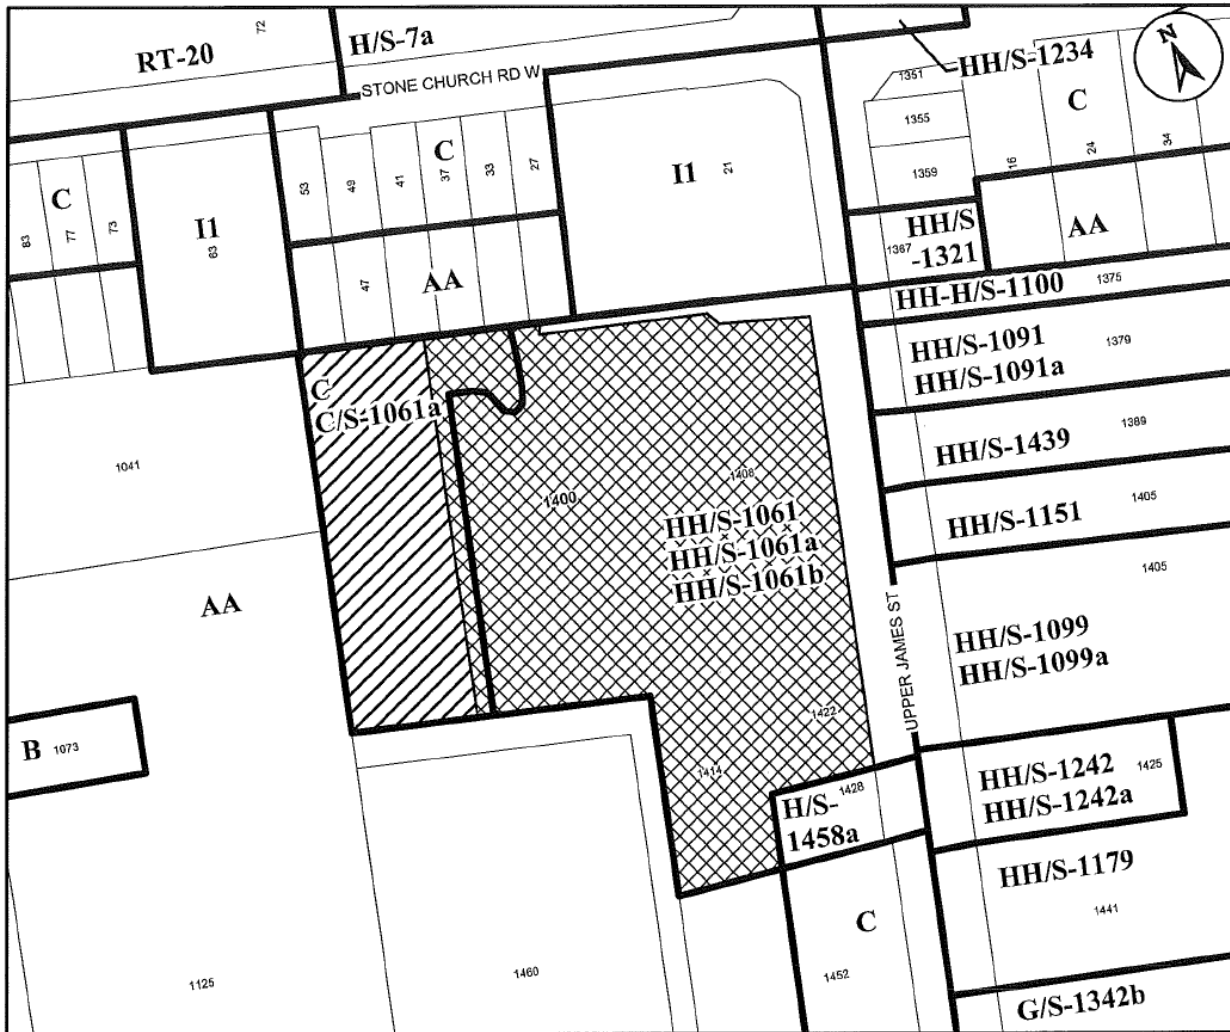 72
RT-20
H/S-7a
N
HH/S-1234
STONE CHURCH RD W
1351
1355
1359
C
16
24
34
C
83
77
73
I1
63
53
49
41
C
37
33
27
I1
21
HH/S
-1321
1367
AA
47
AA
HH-H/S-1100
1375
HH/S-1091
HH/S-1091a
1379
C
C/S-1061a
1041
1389
HH/S-1439
1400
1408
HH/S-1061
HH/S-1061a
HH/S-1061b
1405
HH/S-1151
1405
AA
UPPER JAMES ST
HH/S-1099
HH/S-1099a
1422
B
1073
1414
H/S-
1458a
1428
HH/S-1242
HH/S-1242a
1425
HH/S-1179
1441
C
1452
1125
1460
G/S-1342b